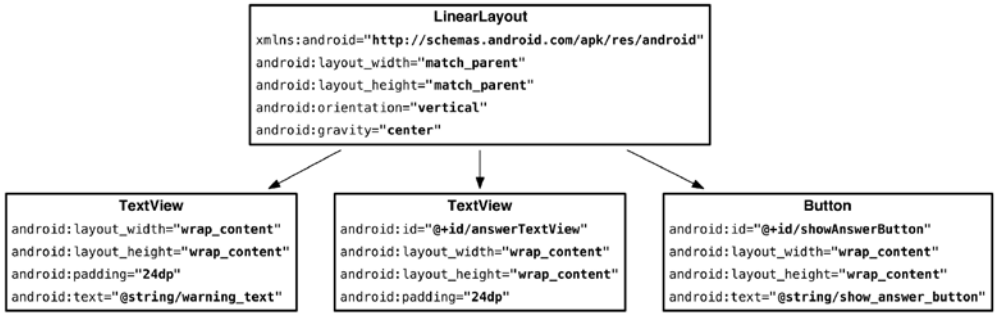 LinearLayout
xmlns:android="http://schemas.android.com/apk/res/android"
android:layout_width="match_parent"
android:layout_height="match_parent"
android:orientation="vertical"
android:gravity="center"
TextView
android:layout_width="wrap_content"
android:layout_height="wrap_content"
android:padding="24dp"
android:text="@string/warning_text"
TextView
android:id="@+id/answerTextView"
android:layout_width="wrap_content"
android:layout_height="wrap_content"
android:padding="24dp"
Button
android:id="@+id/showAnswerButton"
android:layout_width="wrap_content"
android:layout_height="wrap_content"
android:text="@string/show_answer_button"